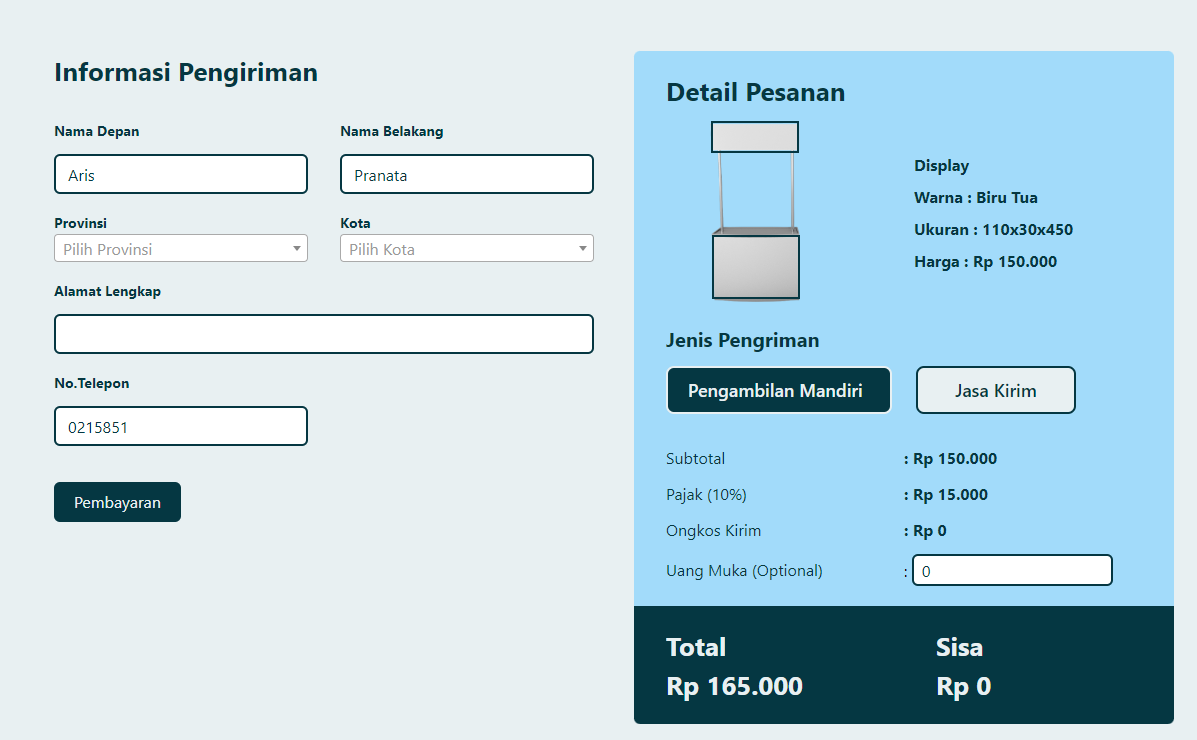 Informasi Pengiriman
Nama Depan
Nama Belakang
Aris
Pranata
Provinsi
Kota
Pilih Provinsi
Pilih Kota
Alamat Lengkap
No.Telepon
0215851
Pembayaran
Detail Pesanan
Display
Warna : Biru Tua
Ukuran : 110x30x450
Harga : Rp 150.000
Jenis Pengriman
Pengambilan Mandiri
Jasa Kirim
Subtotal : Rp 150.000
Pajak (10%) : Rp 15.000
Ongkos Kirim : Rp 0
Uang Muka (Optional) : 0
Total
Rp 165.000
Sisa
Rp 0